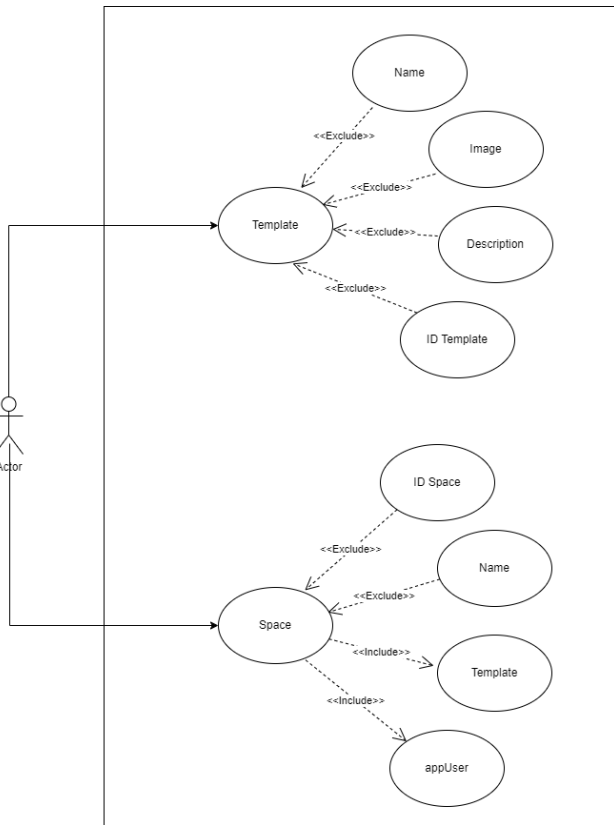 Name
<<Exclude>>
Image
<<Exclude>>
Template
<<Exclude>>
Description
<<Exclude>>
ID Template
Actor
ID Space
<<Exclude>>
Name
<<Exclude>>
Space
<<Include>>
Template
<<Include>>
appUser